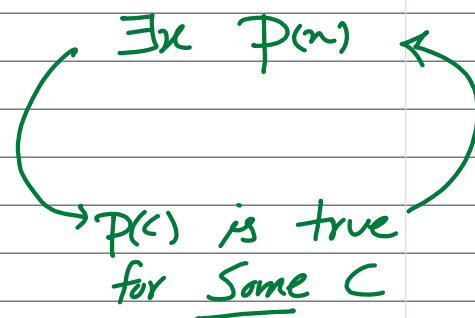 ∃x P(x)
P(c) is true
for Some C